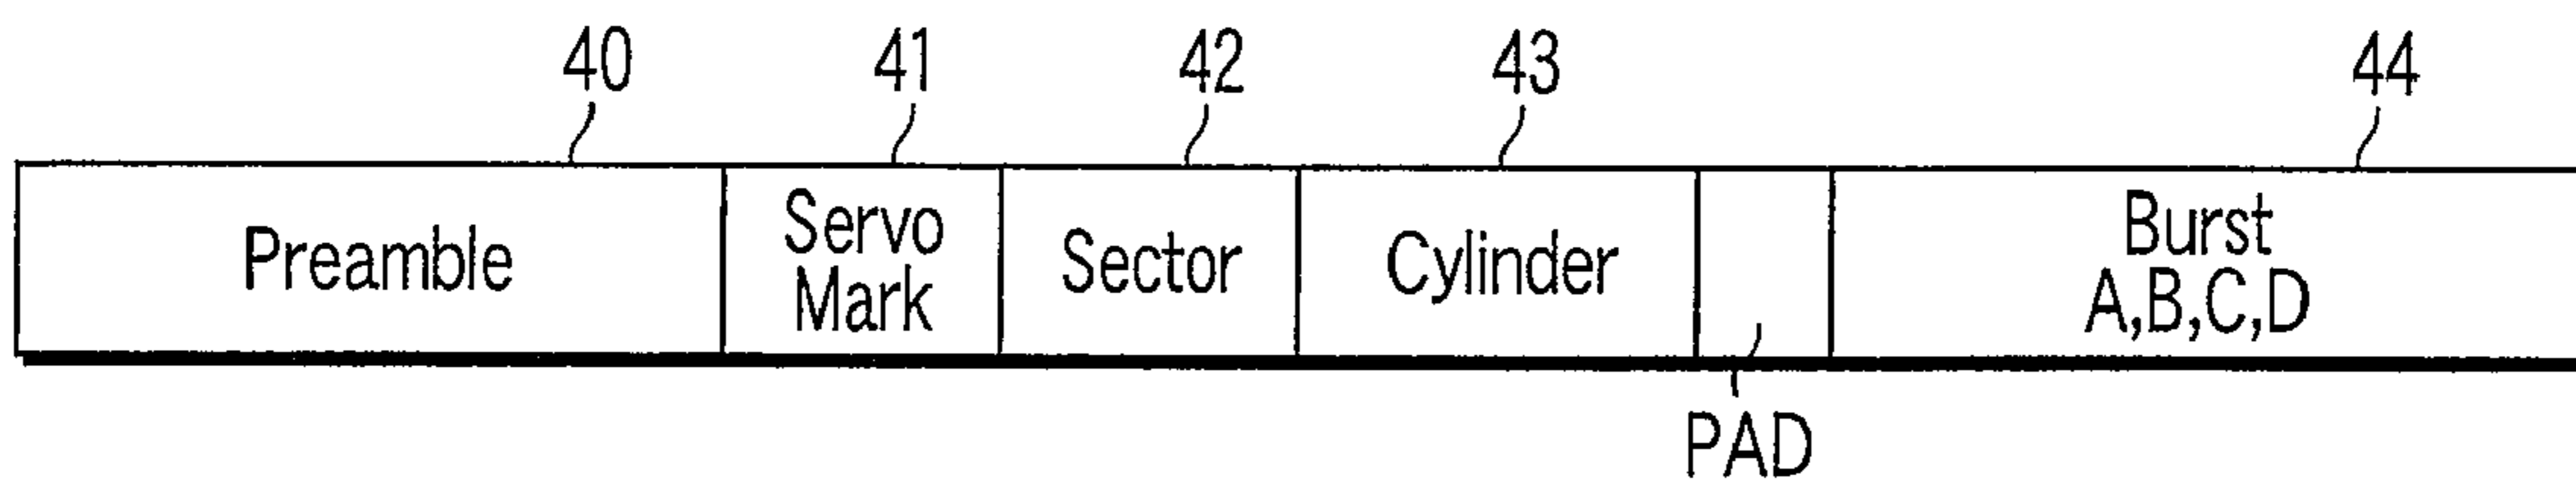 40 41 42 43 44
Preamble Servo Mark Sector Cylinder Burst A,B,C,D
PAD